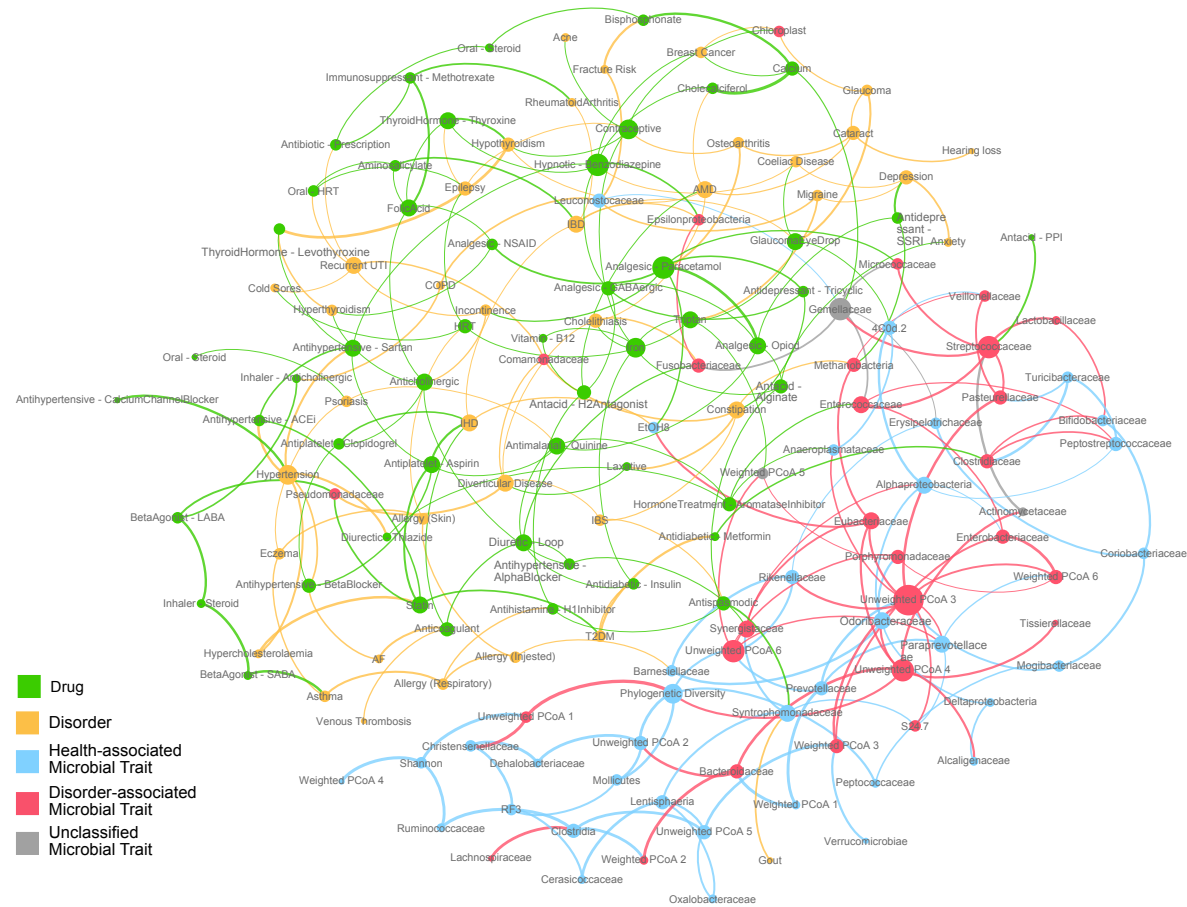 Bisphosphonate
Chloroplast
Oral - Steroid
Acne
Breast Cancer
Fracture Risk
Calcium
Immunosuppressant - Methotrexate
Cholecalciferol
Glaucoma
RheumatoidArthritis
ThyroidHormone - Thyroxine
Contraceptive
Cataract
Antibiotic - Prescription
Hypothyroidism
Osteoarthritis
Hearing loss
Aminosalicylate
Hypnotic - Benzodiazepine
Coeliac Disease
Depression
Oral - HRT
Epilepsy
AMD
Migraine
FolicAcid
Leuconostocaceae
IBD
Epsilonproteobacteria
Antidepre
ssant -
SSRI
ThyroidHormone - Levothyroxine
Analgesic - NSAID
GlaucomaEyeDrop
Anxiety
Antacid - PPI
Recurrent UTI
Analgesic - Paracetamol
Micrococcaceae
Cold Sores
COPD
Analgesic - GABAergic
Antidepressant - Tricyclic
Veillonellaceae
Hyperthyroidism
Incontinence
Gemellaceae
HRT
Cholelithiasis
Triptan
4C0d.2
Lactobacillaceae
Vitamin - B12
Antihypertensive - Sartan
Iron
Analgesic - Opiod
Streptococcaceae
Oral - Steroid
Comamonadaceae
Fusobacteriaceae
Methanobacteria
Inhaler - Anticholinergic
Anticholinergic
Turicibacteraceae
Antihypertensive - CalciumChannelBlocker
Psoriasis
Antacid - H2Antagonist
Antacid -
Alginate
Enterococcaceae
Pasteurellaceae
Antihypertensive - ACEi
IHD
Constipation
EtOH8
Erysipelotrichaceae
Bifidobacteriaceae
Antiplatelet - Clopidogrel
Antimalarial - Quinine
Anaeroplasmataceae
Peptostreptococcaceae
Antiplatelet - Aspirin
Laxative
Clostridiaceae
Hypertension
Weighted PCoA 5
Diverticular Disease
Alphaproteobacteria
Pseudomonadaceae
HormoneTreatment - AromataseInhibitor
Actinomycetaceae
BetaAgonist - LABA
Allergy (Skin)
IBS
Eubacteriaceae
Diurectic - Thiazide
Diuretic - Loop
Antidiabetic - Metformin
Enterobacteriaceae
Eczema
Porphyromonadaceae
Coriobacteriaceae
Antihypertensive -
AlphaBlocker
Antihypertensive - BetaBlocker
Antidiabetic - Insulin
Rikenellaceae
Weighted PCoA 6
Inhaler - Steroid
Statin
Antihistamine - H1Inhibitor
Antispasmodic
Unweighted PCoA 3
Anticoagulant
T2DM
Synergistaceae
Odoribacteraceae
Tissierellaceae
Hypercholesterolaemia
AF
Allergy (Injested)
Unweighted PCoA 6
Paraprevotellace
ae
BetaAgonist - SABA
Allergy (Respiratory)
Barnesiellaceae
Unweighted PCoA 4
Mogibacteriaceae
Drug
Asthma
Phylogenetic Diversity
Prevotellaceae
Deltaproteobacteria
Disorder
Venous Thrombosis
Unweighted PCoA 1
Syntrophomonadaceae
S24.7
Health-associated
Microbial Trait
Christensenellaceae
Unweighted PCoA 2
Weighted PCoA 3
Shannon
Dehalobacteriaceae
Alcaligenaceae
Weighted PCoA 4
Mollicutes
Bacteroidaceae
Peptococcaceae
Disorder-associated
Microbial Trait
RF3
Lentisphaeria
Weighted PCoA 1
Unclassified
Microbial Trait
Ruminococcaceae
Clostridia
Unweighted PCoA 5
Verrucomicrobiae
Lachnospiraceae
Weighted PCoA 2
Gout
Cerasicoccaceae
Oxalobacteraceae